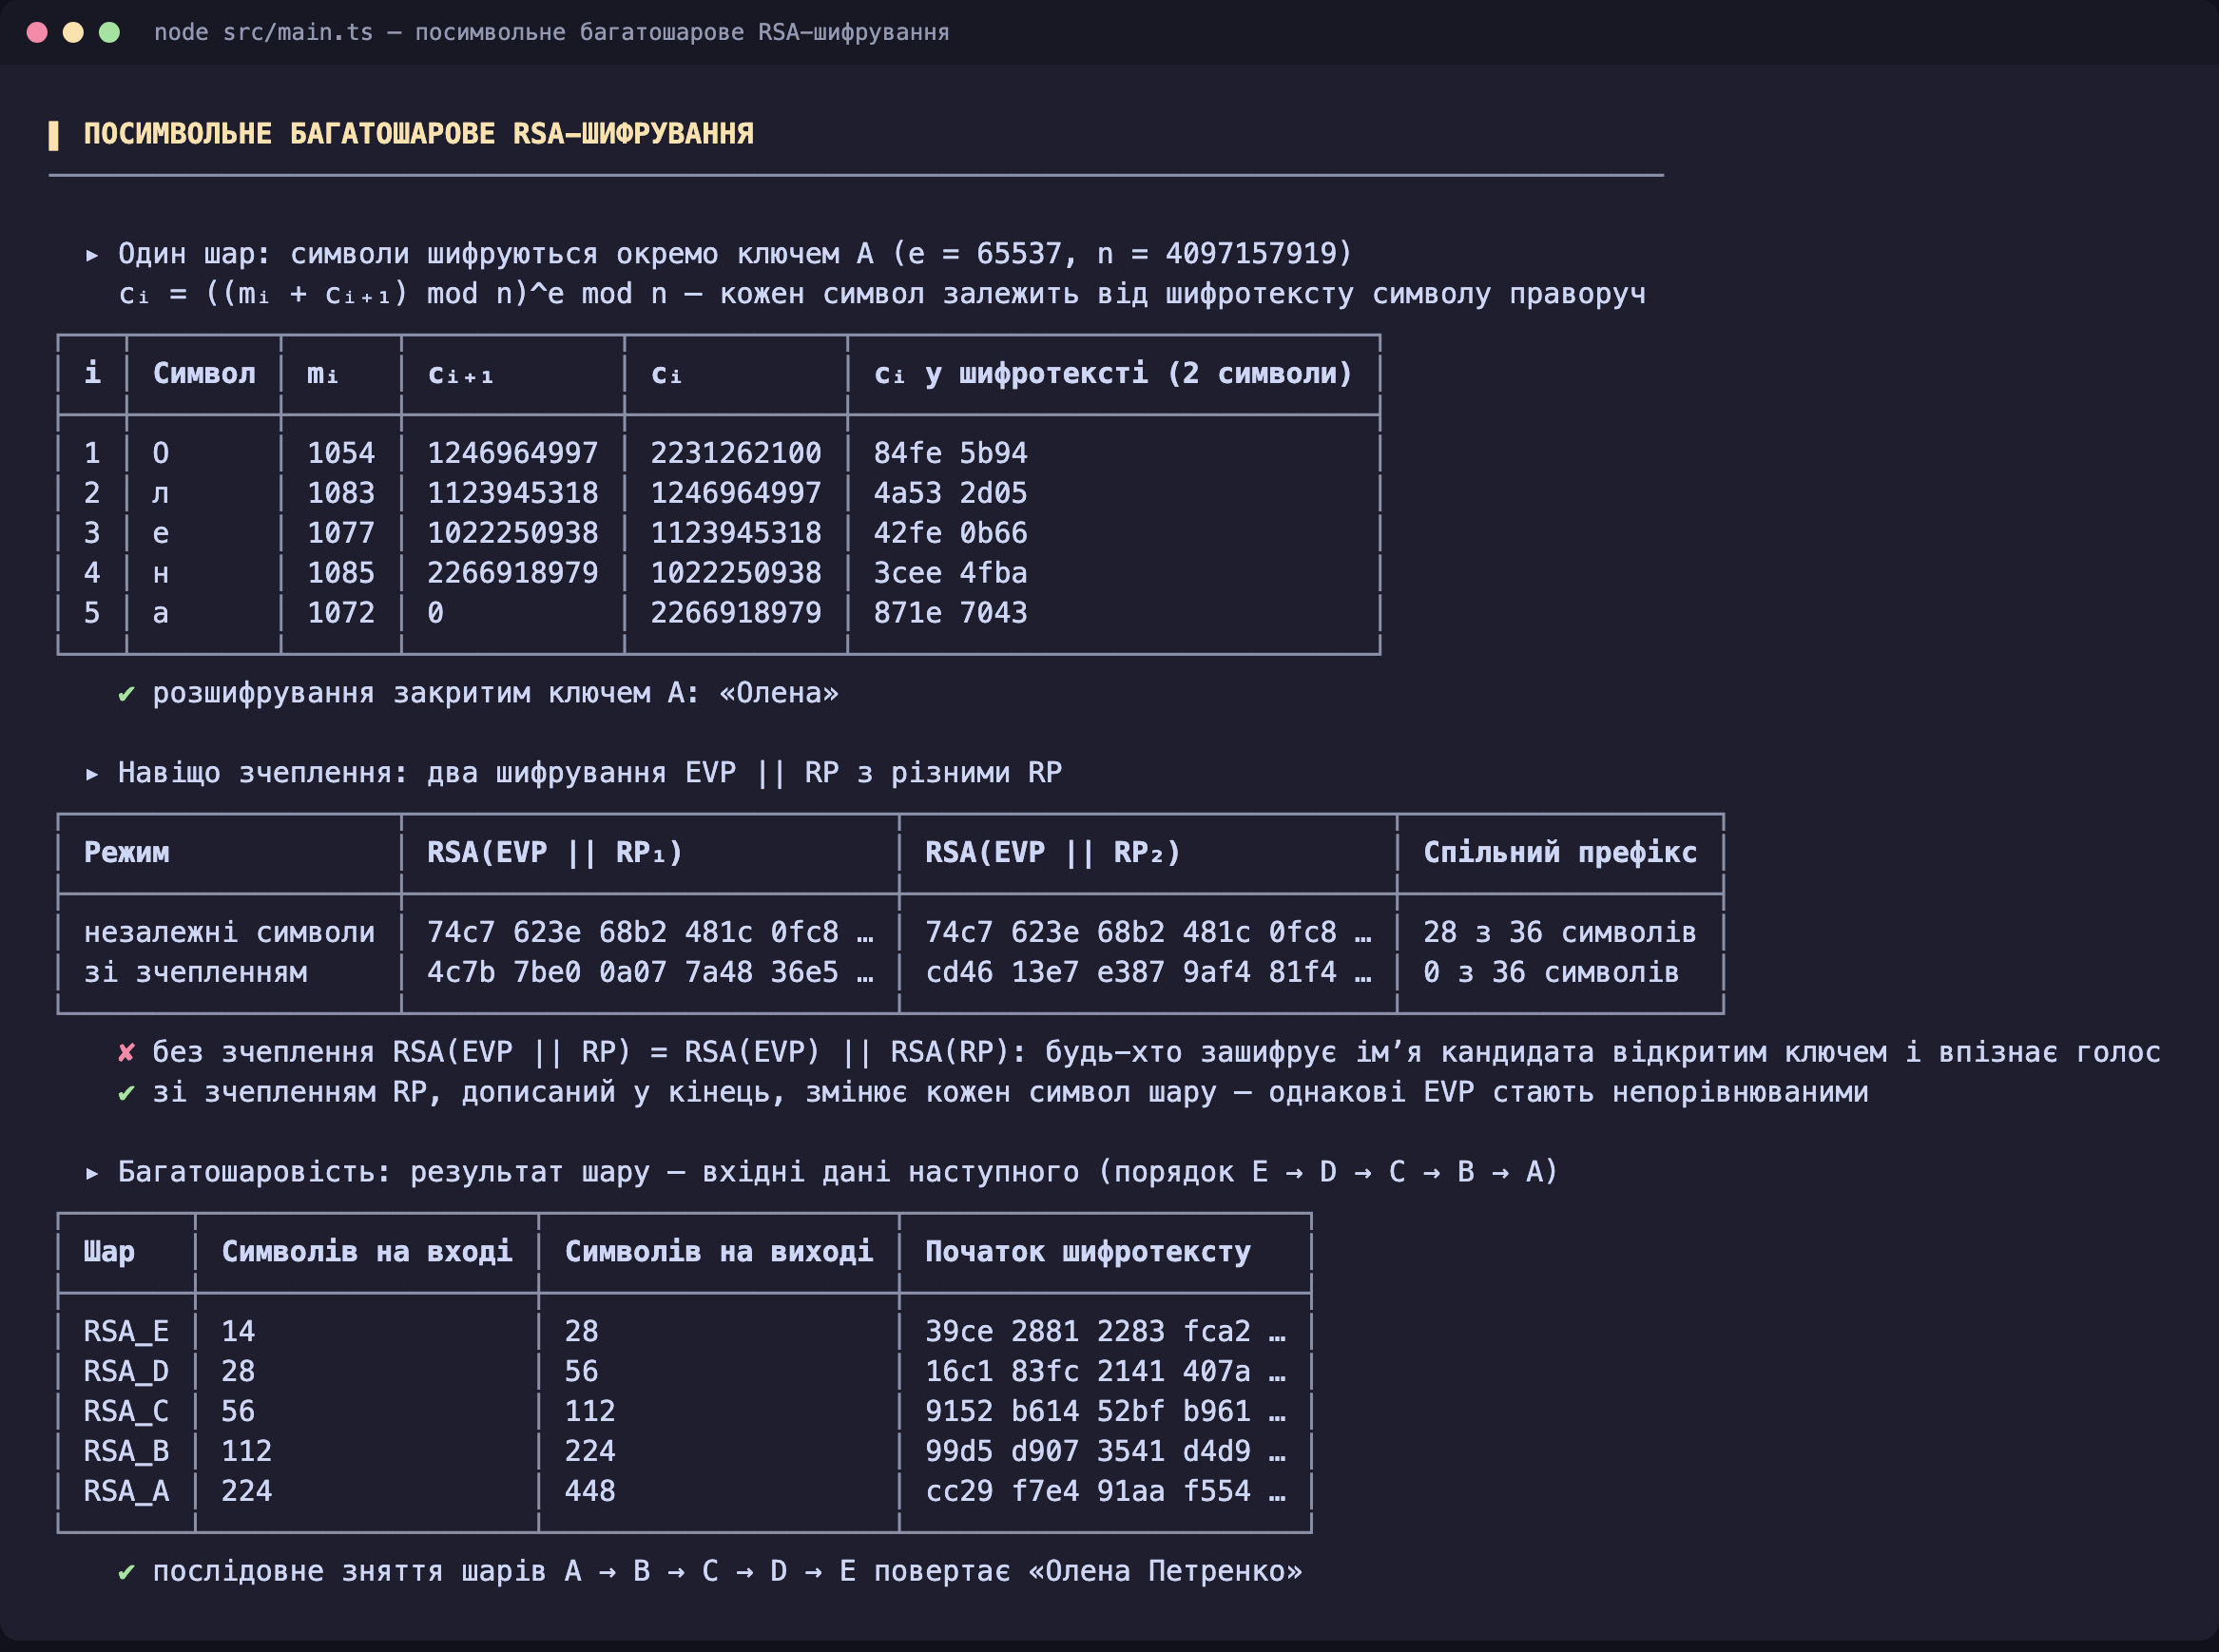 node src/main.ts — посимвольне багатошарове RSA-шифрування
ПОСИМВОЛЬНЕ БАГАТОШАРОВЕ RSA-ШИФРУВАННЯ
▸ Один шар: символи шифруються окремо ключем A (e = 65537, n = 4097157919)
cᵢ = ((mᵢ + cᵢ₊₁) mod n)^e mod n — кожен символ залежить від шифротексту символу праворуч
i Символ mᵢ cᵢ₊₁ cᵢ cᵢ у шифротексті (2 символи)
1 О 1054 1246964997 2231262100 84fe 5b94
2 л 1083 1123945318 1246964997 4a53 2d05
3 е 1077 1022250938 1123945318 42fe 0b66
4 н 1085 2266918979 1022250938 3cee 4fba
5 а 1072 0 2266918979 871e 7043
✔ розшифрування закритим ключем A: «Олена»
▸ Навіщо зчеплення: два шифрування EVP || RP з різними RP
Режим RSA(EVP || RP₁) RSA(EVP || RP₂) Спільний префікс
незалежні символи 74c7 623e 68b2 481c 0fc8 … 74c7 623e 68b2 481c 0fc8 … 28 з 36 символів
зі зчепленням 4c7b 7be0 0a07 7a48 36e5 … cd46 13e7 e387 9af4 81f4 … 0 з 36 символів
✘ без зчеплення RSA(EVP || RP) = RSA(EVP) || RSA(RP): будь-хто зашифрує ім’я кандидата відкритим ключем і впізнає голос
✔ зі зчепленням RP, дописаний у кінець, змінює кожен символ шару — однакові EVP стають непорівнюваними
▸ Багатошаровість: результат шару — вхідні дані наступного (порядок E → D → C → B → A)
Шар Символів на вході Символів на виході Початок шифротексту
RSA_E 14 28 39ce 2881 2283 fca2 …
RSA_D 28 56 16c1 83fc 2141 407a …
RSA_C 56 112 9152 b614 52bf b961 …
RSA_B 112 224 99d5 d907 3541 d4d9 …
RSA_A 224 448 cc29 f7e4 91aa f554 …
✔ послідовне зняття шарів A → B → C → D → E повертає «Олена Петренко»